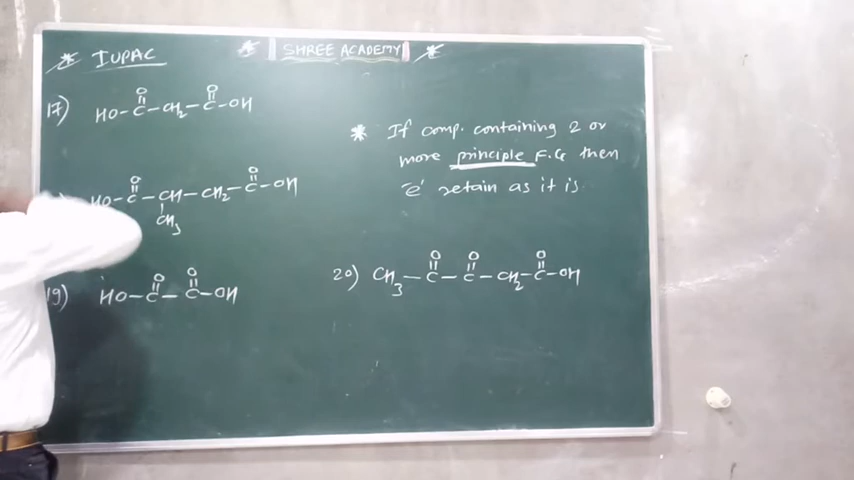 * IUPAC
* SHREE ACADEMY *
17) HO-C(=O)-CH2-C(=O)-OH
* If comp. containing 2 or
more principle F.G then
'e' retain as it is
HO-C(=O)-CH(CH3)-CH2-C(=O)-OH
19) HO-C(=O)-C(=O)-OH
20) CH3-C(=O)-C(=O)-CH2-C(=O)-OH